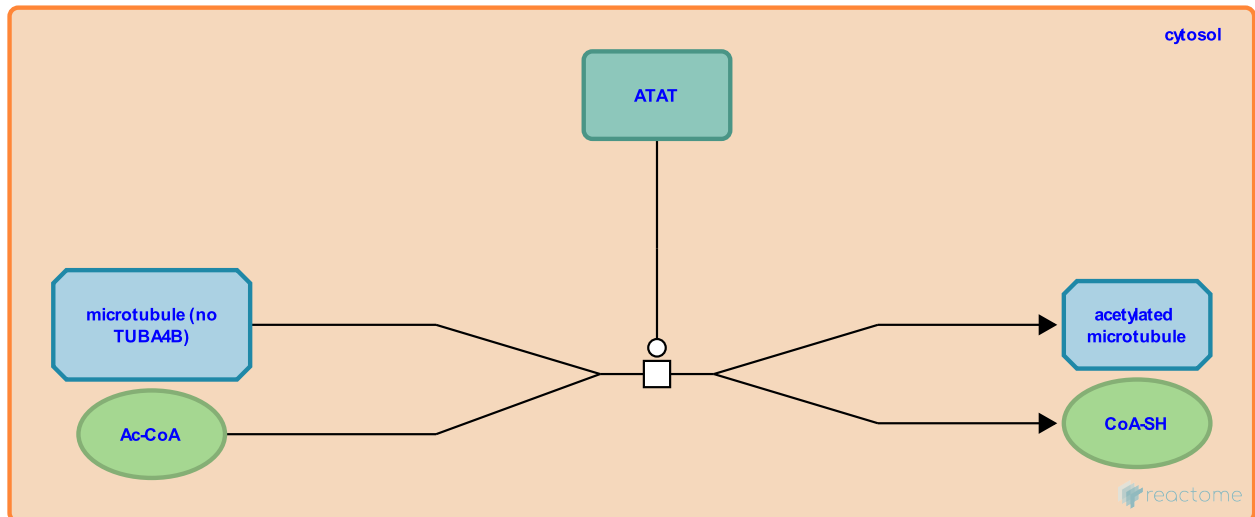 cytosol
ATAT
microtubule (no
TUBA4B)
acetylated
microtubule
Ac-CoA
CoA-SH
reactome